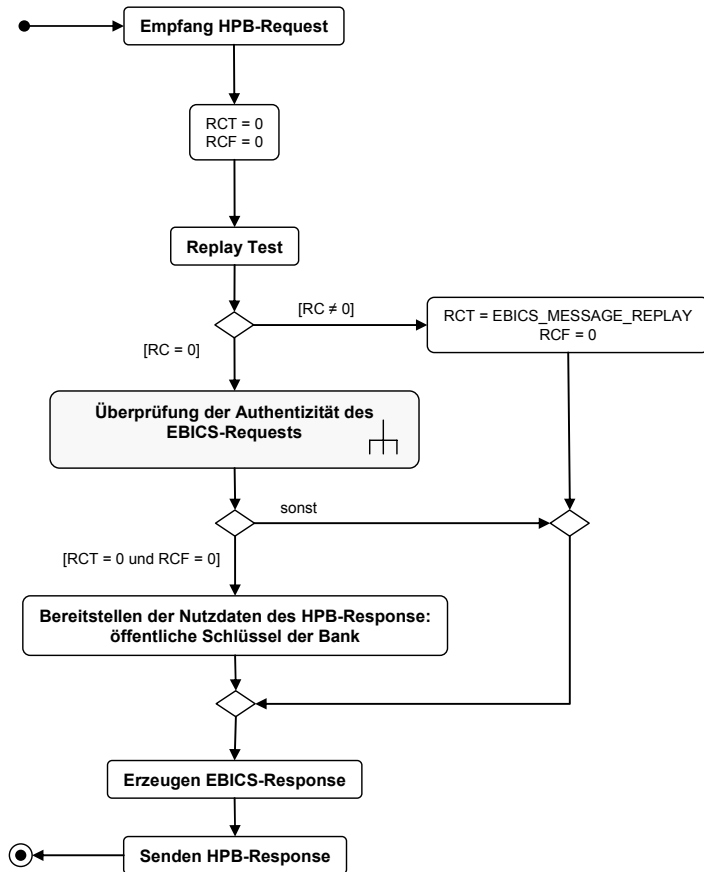 Empfang HPB-Request
RCT = 0
RCF = 0
Replay Test
[RC ≠ 0]
RCT = EBICS_MESSAGE_REPLAY
RCF = 0
[RC = 0]
Überprüfung der Authentizität des
EBICS-Requests
sonst
[RCT = 0 und RCF = 0]
Bereitstellen der Nutzdaten des HPB-Response:
öffentliche Schlüssel der Bank
Erzeugen EBICS-Response
Senden HPB-Response